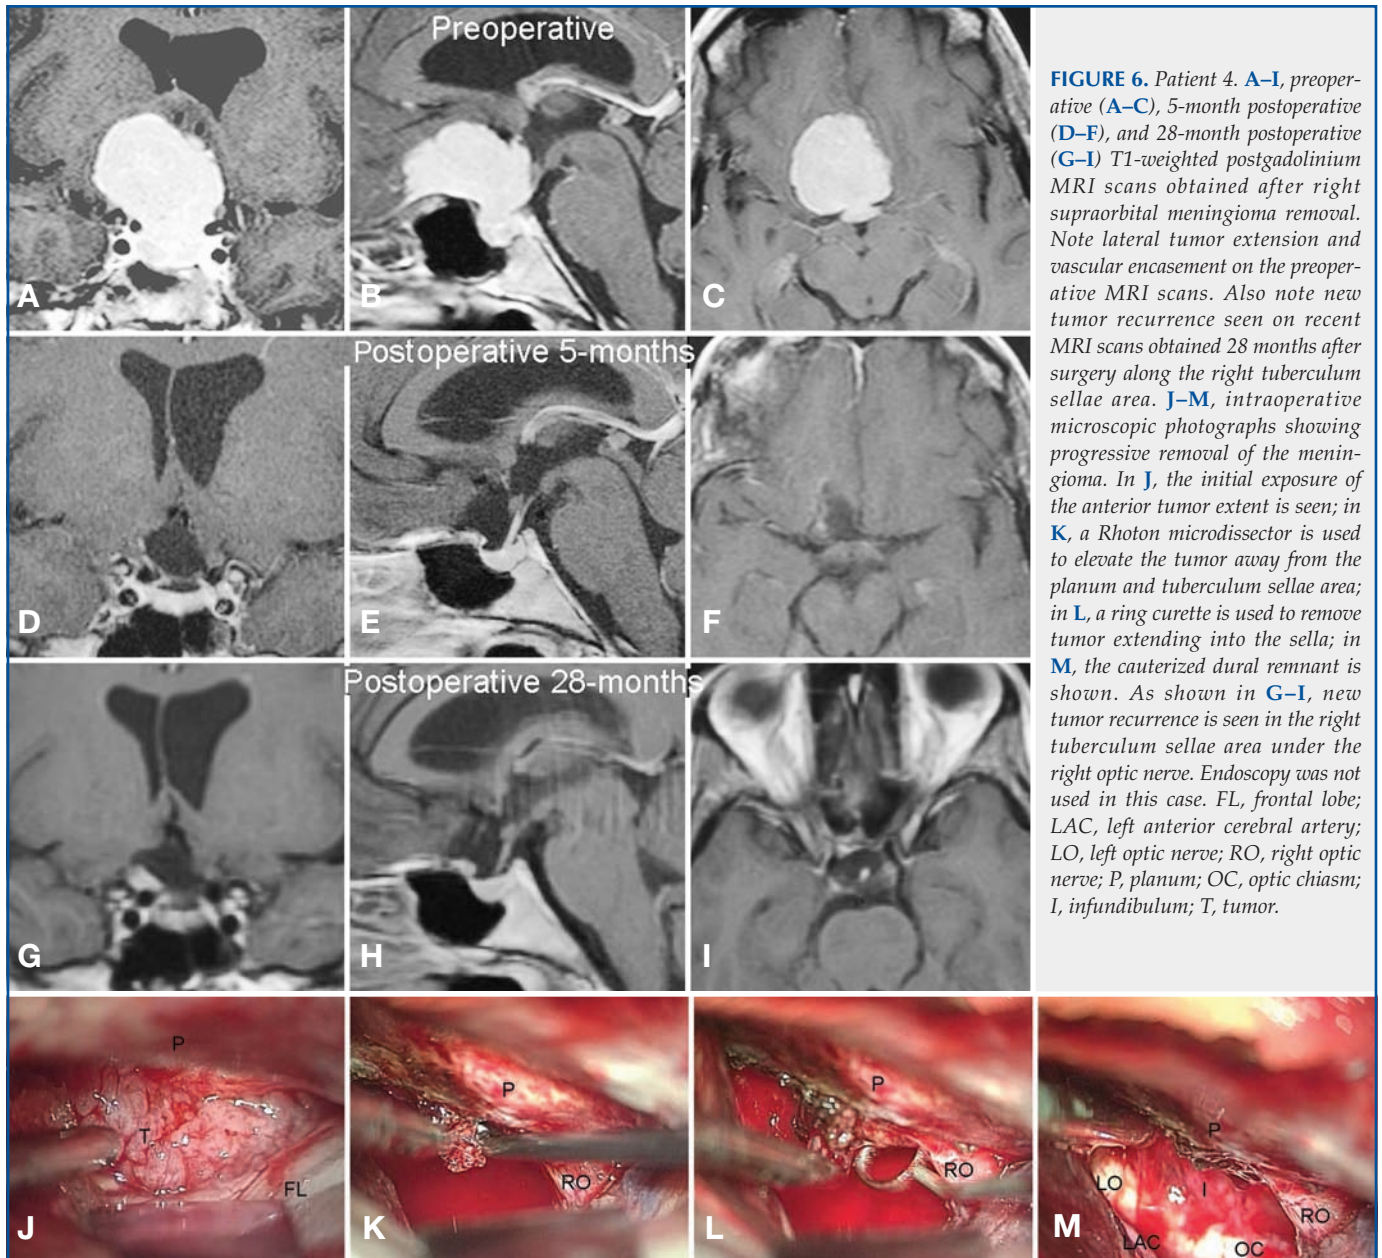 Preoperative
A
B
C
Postoperative 5-months
D
E
F
Postoperative 28-months
G
H
I
FIGURE 6. Patient 4. A–I, preoper-
ative (A–C), 5-month postoperative
(D–F), and 28-month postoperative
(G–I) T1-weighted postgadolinium
MRI scans obtained after right
supraorbital meningioma removal.
Note lateral tumor extension and
vascular encasement on the preoper-
ative MRI scans. Also note new
tumor recurrence seen on recent
MRI scans obtained 28 months after
surgery along the right tuberculum
sellae area. J–M, intraoperative
microscopic photographs showing
progressive removal of the menin-
gioma. In J, the initial exposure of
the anterior tumor extent is seen; in
K, a Rhoton microdissector is used
to elevate the tumor away from the
planum and tuberculum sellae area;
in L, a ring curette is used to remove
tumor extending into the sella; in
M, the cauterized dural remnant is
shown. As shown in G–I, new
tumor recurrence is seen in the right
tuberculum sellae area under the
right optic nerve. Endoscopy was not
used in this case. FL, frontal lobe;
LAC, left anterior cerebral artery;
LO, left optic nerve; RO, right optic
nerve; P, planum; OC, optic chiasm;
I, infundibulum; T, tumor.
P
T
FL
J
P
RO
K
P
RO
L
P
LO
I
RO
LAC
OC
M